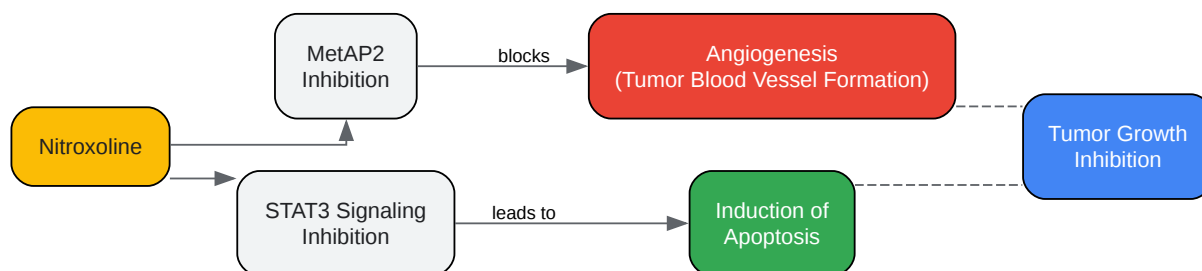 MetAP2
Inhibition
blocks
Angiogenesis
(Tumor Blood Vessel Formation)
Nitroxoline
Tumor Growth
Inhibition
STAT3 Signaling
Inhibition
leads to
Induction of
Apoptosis